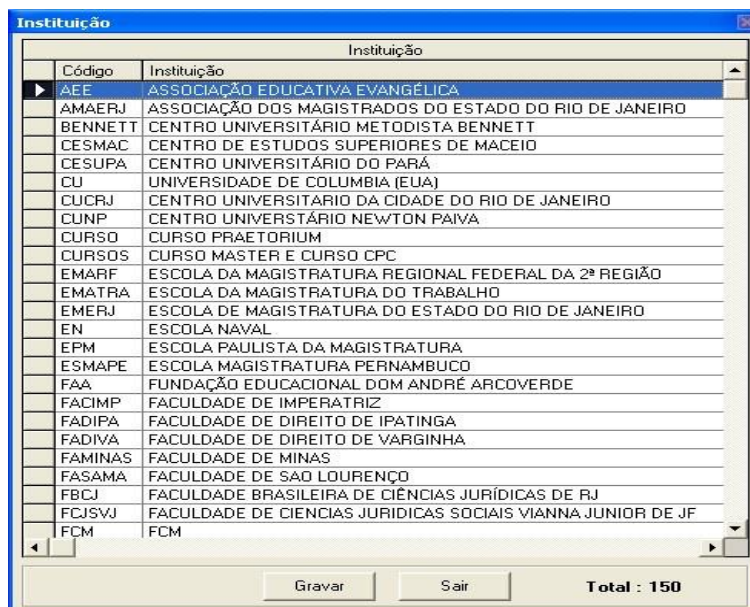 Instituição
Instituição
Código Instituição
AEE ASSOCIAÇÃO EDUCATIVA EVANGÉLICA
AMAERJ ASSOCIAÇÃO DOS MAGISTRADOS DO ESTADO DO RIO DE JANEIRO
BENNETT CENTRO UNIVERSITÁRIO METODISTA BENNETT
CESMAC CENTRO DE ESTUDOS SUPERIORES DE MACEIO
CESUPA CENTRO UNIVERSITÁRIO DO PARÁ
CU UNIVERSIDADE DE COLUMBIA (EUA)
CUCRJ CENTRO UNIVERSITARIO DA CIDADE DO RIO DE JANEIRO
CUNP CENTRO UNIVERSTÁRIO NEWTON PAIVA
CURSO CURSO PRAETORIUM
CURSOS CURSO MASTER E CURSO CPC
EMARF ESCOLA DA MAGISTRATURA REGIONAL FEDERAL DA 2ª REGIÃO
EMATRA ESCOLA DA MAGISTRATURA DO TRABALHO
EMERJ ESCOLA DE MAGISTRATURA DO ESTADO DO RIO DE JANEIRO
EN ESCOLA NAVAL
EPM ESCOLA PAULISTA DA MAGISTRATURA
ESMAPE ESCOLA MAGISTRATURA PERNAMBUCO
FAA FUNDAÇÃO EDUCACIONAL DOM ANDRÉ ARCOVERDE
FACIMP FACULDADE DE IMPERATRIZ
FADIPA FACULDADE DE DIREITO DE IPATINGA
FADIVA FACULDADE DE DIREITO DE VARGINHA
FAMINAS FACULDADE DE MINAS
FASAMA FACULDADE DE SAO LOURENÇO
FBCJ FACULDADE BRASILEIRA DE CIÊNCIAS JURÍDICAS DE RJ
FCJSVJ FACULDADE DE CIENCIAS JURIDICAS SOCIAIS VIANNA JUNIOR DE JF
FCM FCM
Gravar Sair Total : 150